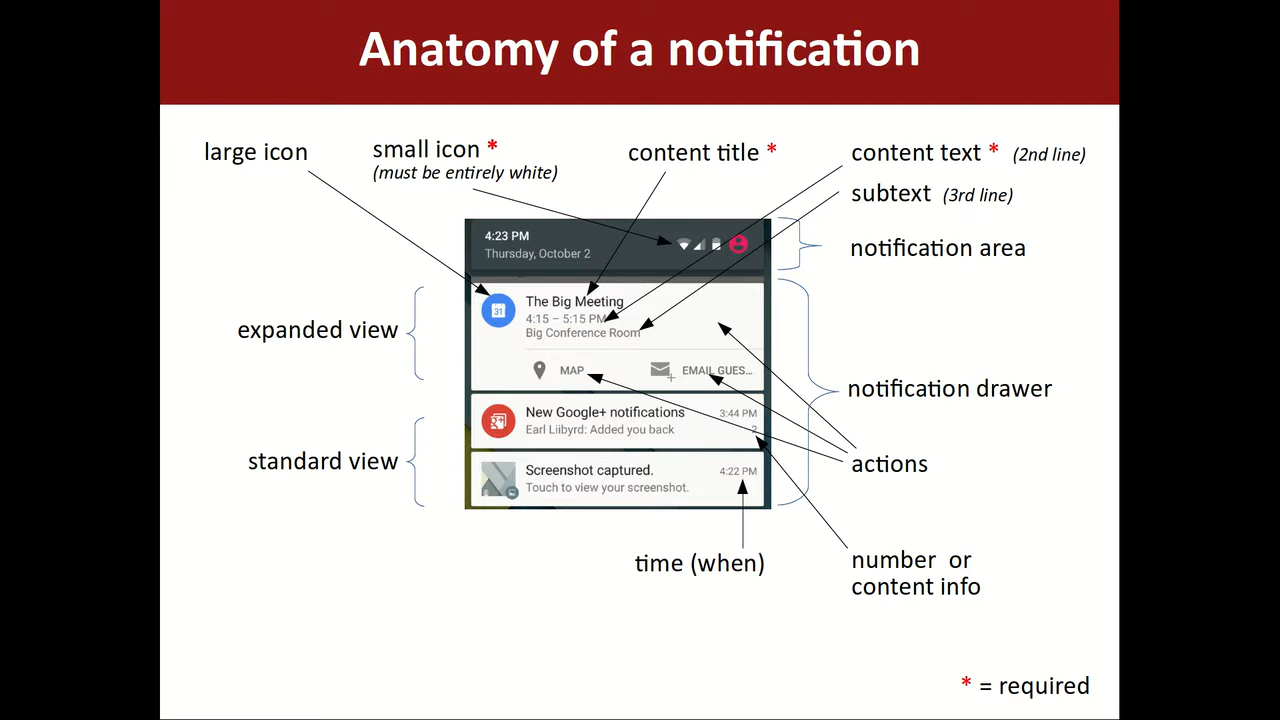 Anatomy of a notification
large icon
small icon *
(must be entirely white)
content title *
content text * (2nd line)
subtext (3rd line)
notification area
4:23 PM
Thursday, October 2
expanded view
31
The Big Meeting
4:15 – 5:15 PM
Big Conference Room
MAP
EMAIL GUES...
notification drawer
standard view
New Google+ notifications 3:44 PM
Earl Liibyrd: Added you back 2
actions
Screenshot captured. 4:22 PM
Touch to view your screenshot.
time (when)
number or
content info
* = required